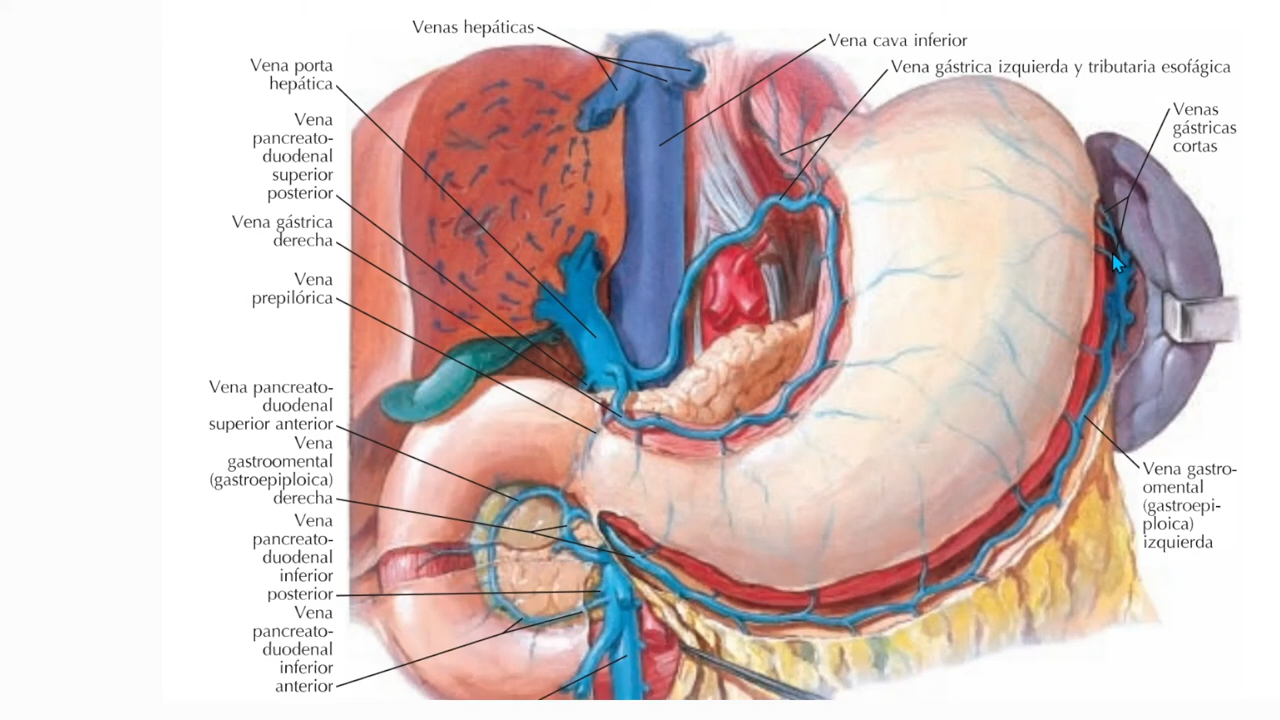 Venas hepáticas
Vena porta
hepática
Vena
pancreato-
duodenal
superior
posterior
Vena gástrica
derecha
Vena
prepilórica
Vena pancreato-
duodenal
superior anterior
Vena
gastroomental
(gastroepiploica)
derecha
Vena
pancreato-
duodenal
inferior
posterior
Vena
pancreato-
duodenal
inferior
anterior
Vena cava inferior
Vena gástrica izquierda y tributaria esofágica
Venas
gástricas
cortas
Vena gastro-
omental
(gastroepi-
ploica)
izquierda